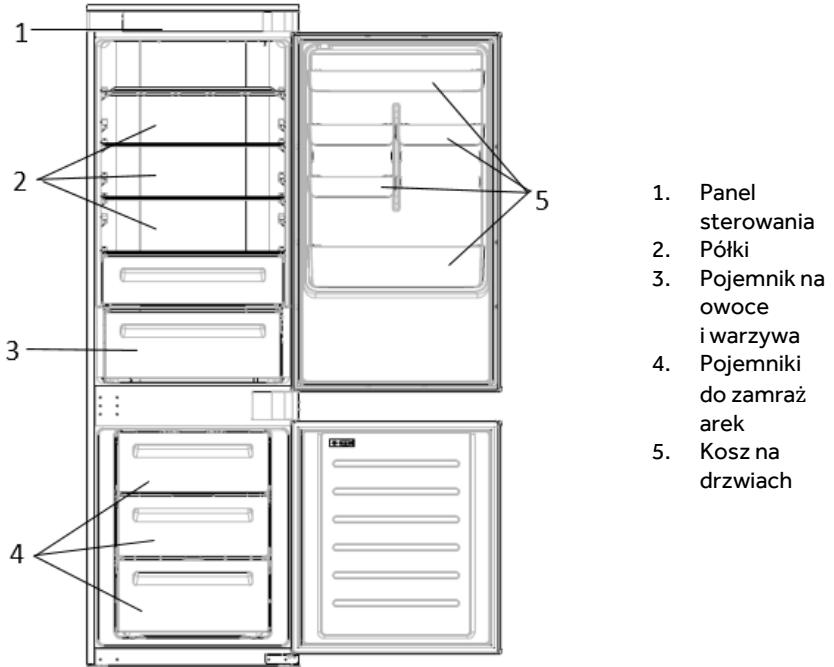 1
2
3
4
5
1. Panel
sterowania
2. Półki
3. Pojemnik na
owoce
i warzywa
4. Pojemniki
do zamraż
arek
5. Kosz na
drzwiach